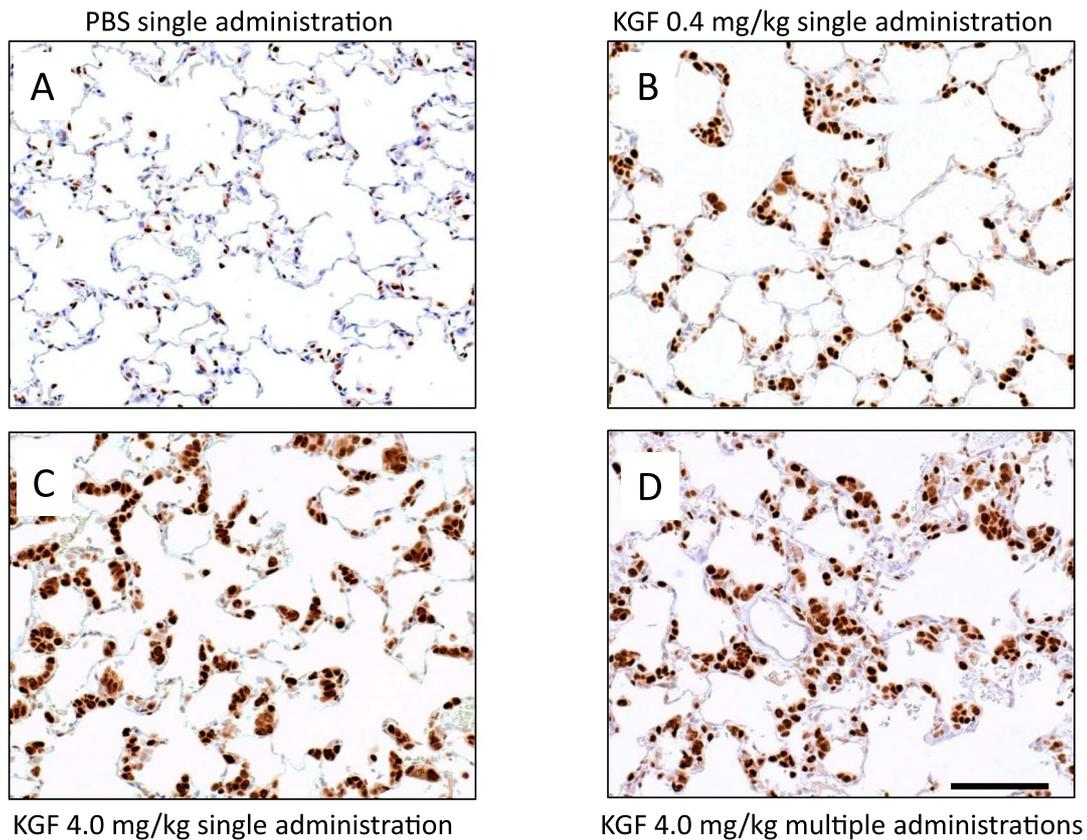 PBS single administration
KGF 0.4 mg/kg single administration
A
B
C
D
KGF 4.0 mg/kg single administration
KGF 4.0 mg/kg multiple administrations